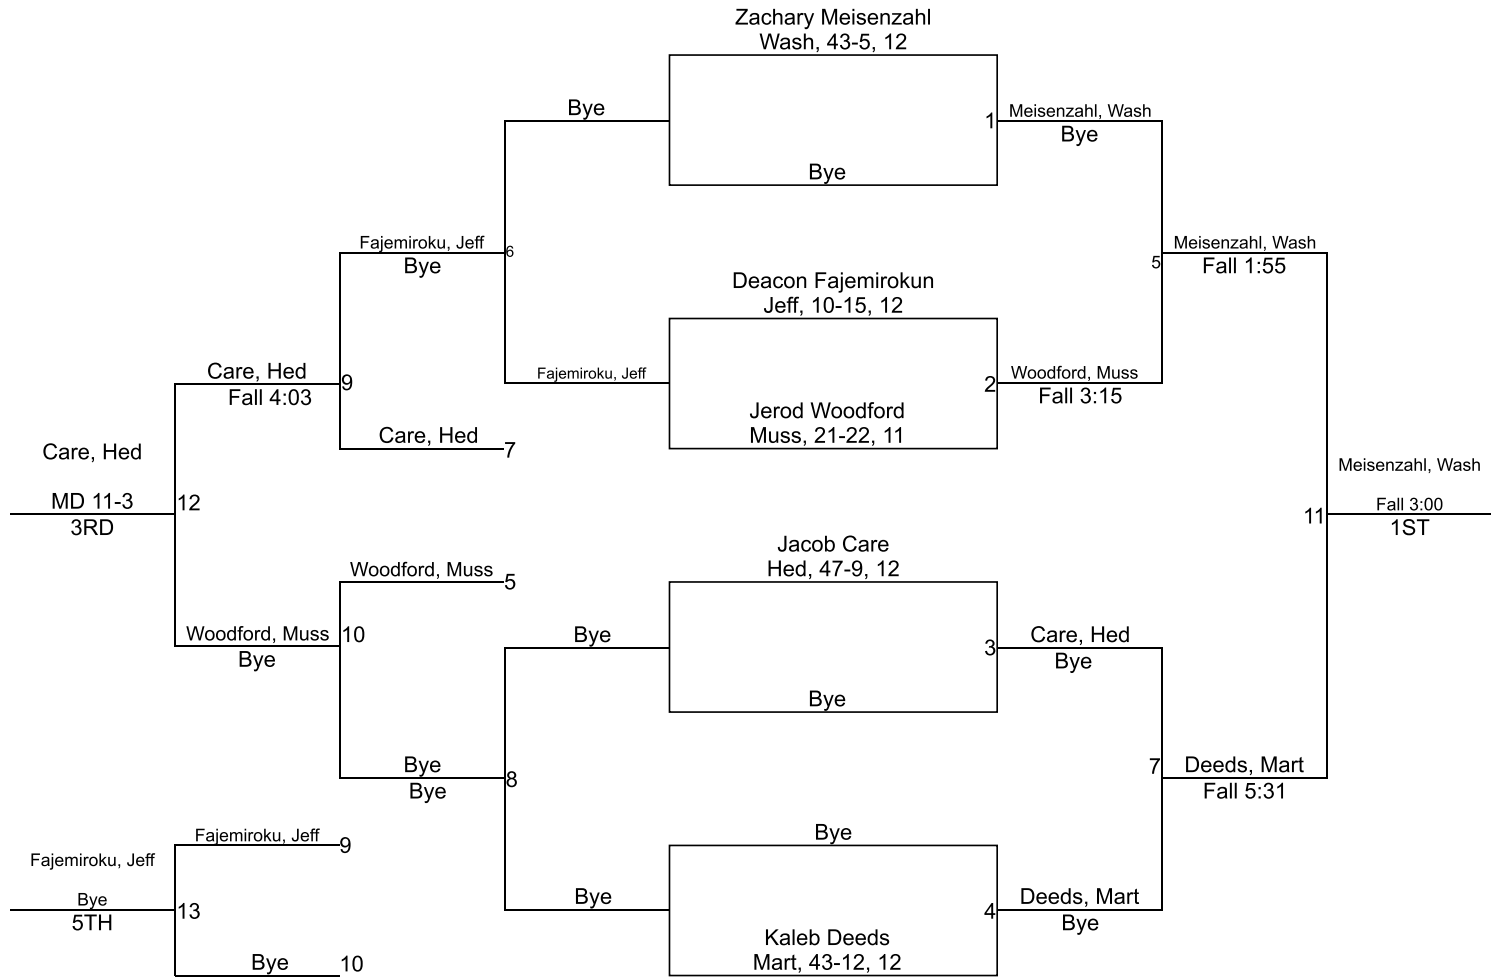 Zachary Meisenzahl
Wash, 43-5, 12
Bye
1
Meisenzahl, Wash
Bye
Bye
Fajemiroku, Jeff
Bye
6
Meisenzahl, Wash
Fall 1:55
5
Deacon Fajemirokun
Jeff, 10-15, 12
Care, Hed
Fall 4:03
9
Fajemiroku, Jeff
2
Woodford, Muss
Fall 3:15
Jerod Woodford
Muss, 21-22, 11
Care, Hed
7
Care, Hed
MD 11-3
3RD
12
Meisenzahl, Wash
Fall 3:00
1ST
11
Jacob Care
Hed, 47-9, 12
Woodford, Muss
5
Woodford, Muss
Bye
10
Bye
3
Care, Hed
Bye
Bye
Bye
Bye
8
7
Deeds, Mart
Fall 5:31
Fajemiroku, Jeff
9
Bye
Fajemiroku, Jeff
Bye
5TH
13
Bye
4
Deeds, Mart
Bye
Kaleb Deeds
Mart, 43-12, 12
Bye
10